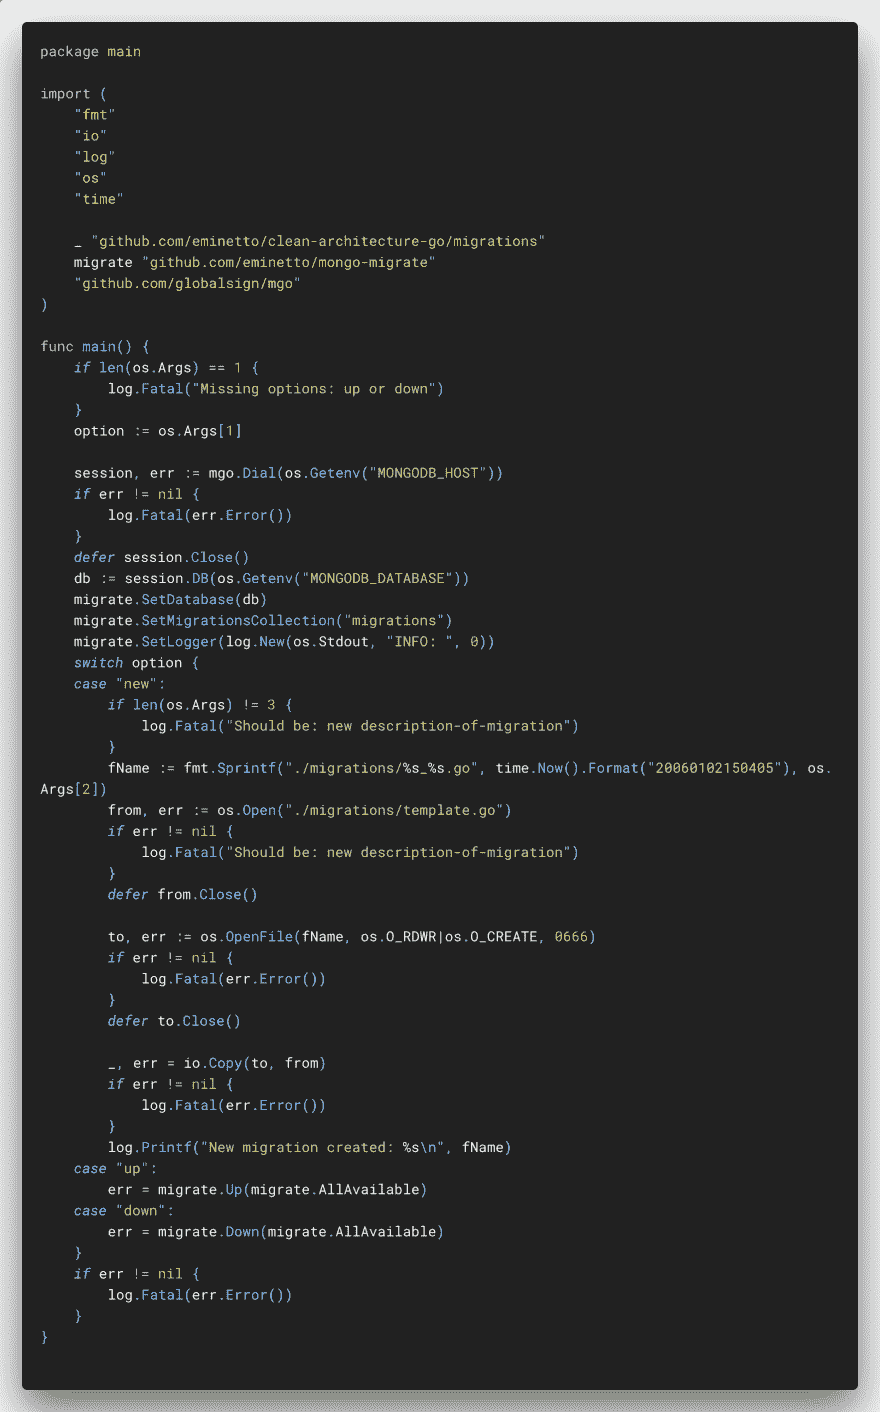 package main

import (
    "fmt"
    "io"
    "log"
    "os"
    "time"

    _ "github.com/eminetto/clean-architecture-go/migrations"
    migrate "github.com/eminetto/mongo-migrate"
    "github.com/globalsign/mgo"
)

func main() {
    if len(os.Args) == 1 {
        log.Fatal("Missing options: up or down")
    }
    option := os.Args[1]

    session, err := mgo.Dial(os.Getenv("MONGODB_HOST"))
    if err != nil {
        log.Fatal(err.Error())
    }
    defer session.Close()
    db := session.DB(os.Getenv("MONGODB_DATABASE"))
    migrate.SetDatabase(db)
    migrate.SetMigrationsCollection("migrations")
    migrate.SetLogger(log.New(os.Stdout, "INFO: ", 0))
    switch option {
    case "new":
        if len(os.Args) != 3 {
            log.Fatal("Should be: new description-of-migration")
        }
        fName := fmt.Sprintf("./migrations/%s_%s.go", time.Now().Format("20060102150405"), os.
Args[2])
        from, err := os.Open("./migrations/template.go")
        if err != nil {
            log.Fatal("Should be: new description-of-migration")
        }
        defer from.Close()

        to, err := os.OpenFile(fName, os.O_RDWR|os.O_CREATE, 0666)
        if err != nil {
            log.Fatal(err.Error())
        }
        defer to.Close()

        _, err = io.Copy(to, from)
        if err != nil {
            log.Fatal(err.Error())
        }
        log.Printf("New migration created: %s\n", fName)
    case "up":
        err = migrate.Up(migrate.AllAvailable)
    case "down":
        err = migrate.Down(migrate.AllAvailable)
    }
    if err != nil {
        log.Fatal(err.Error())
    }
}